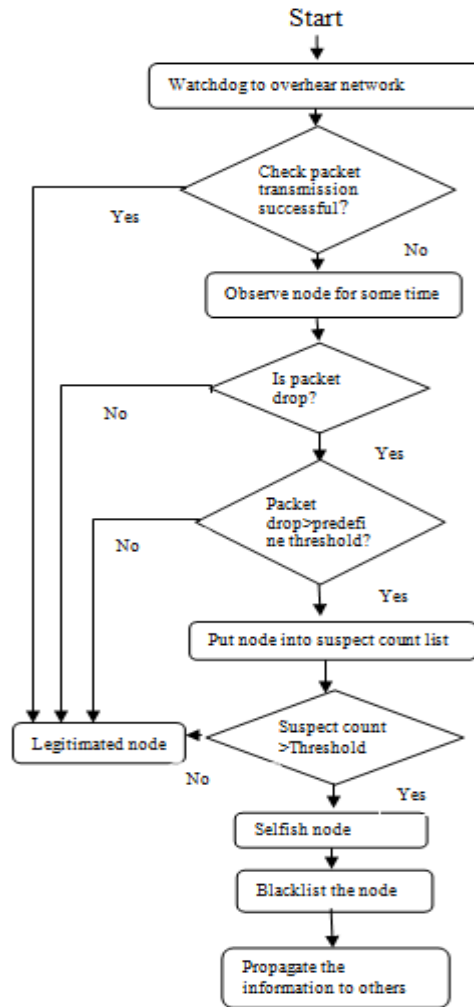 Start
Watchdog to overhear network
Check packet
transmission
successful?
Yes
No
Observe node for some time
Is packet
drop?
No
Yes
Packet
drop>predefi
ne threshold?
No
Yes
Put node into suspect count list
Suspect count
>Threshold
Legitimated node
No
Yes
Selfish node
Blacklist the node
Propagate the
information to others